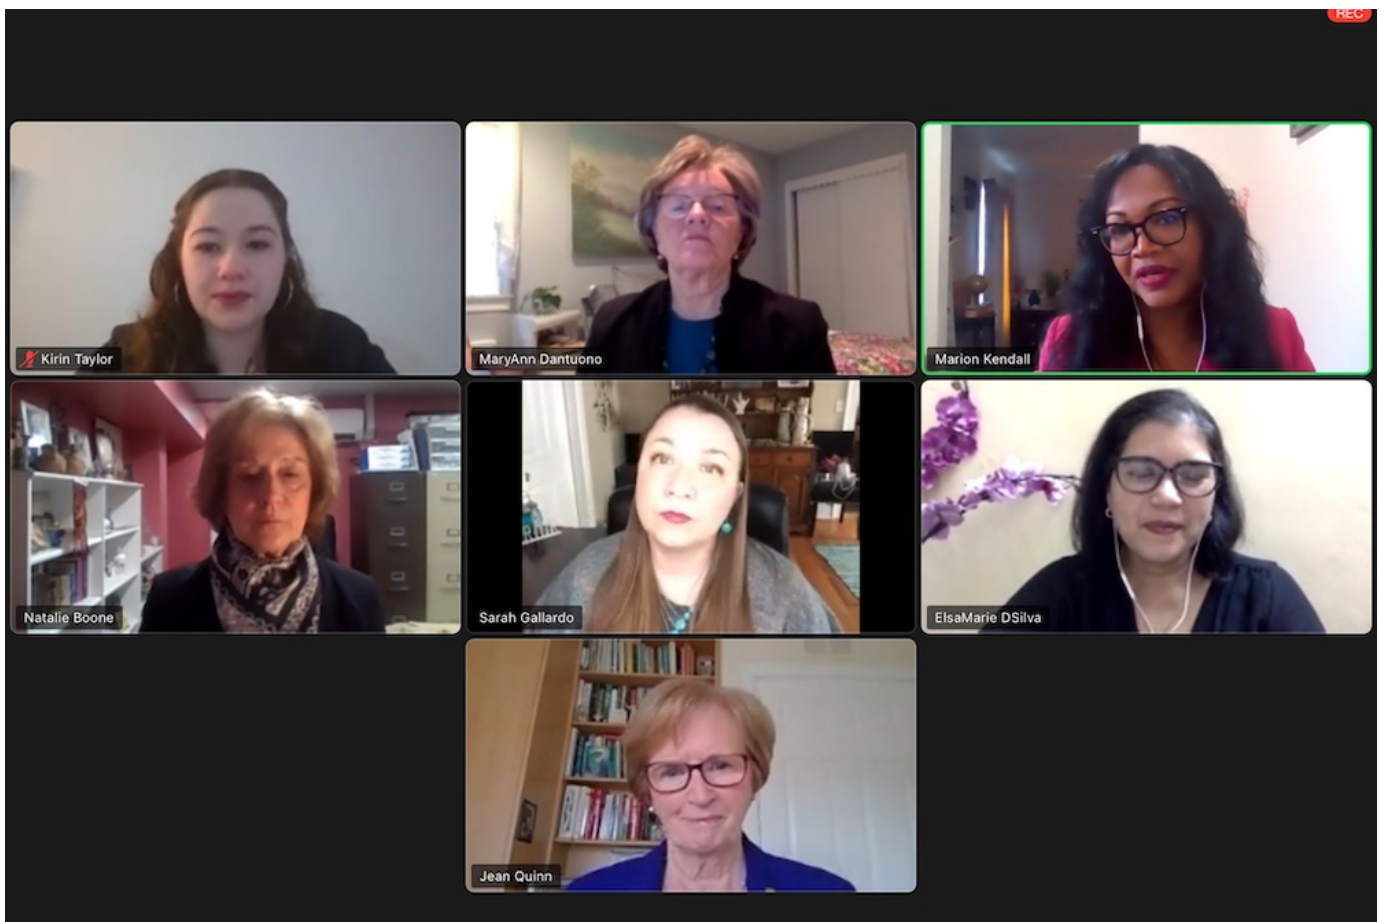 REC
Kirin Taylor
MaryAnn Dantuono
Marion Kendall
Natalie Boone
Sarah Gallardo
ElsaMarie DSilva
Jean Quinn